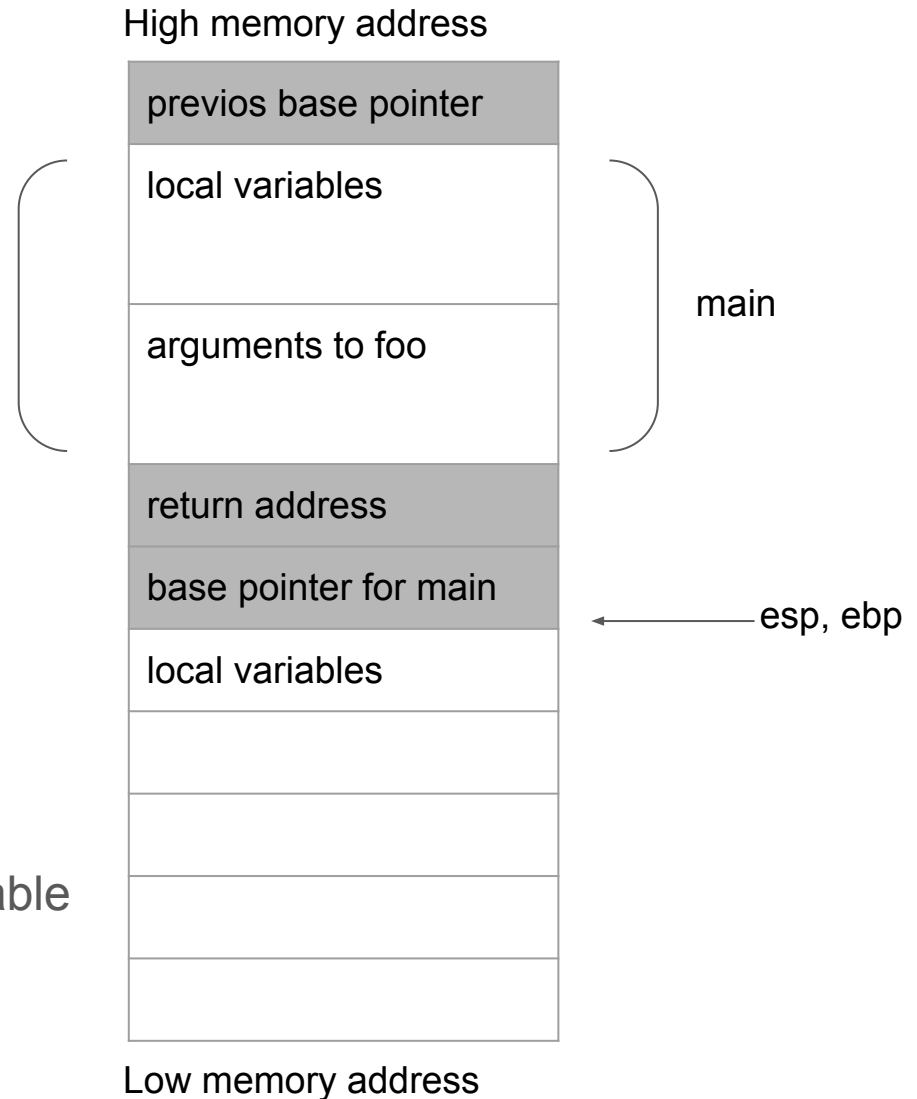 High memory address
previos base pointer
local variables
arguments to foo
main
return address
base pointer for main
esp, ebp
local variables
able
Low memory address